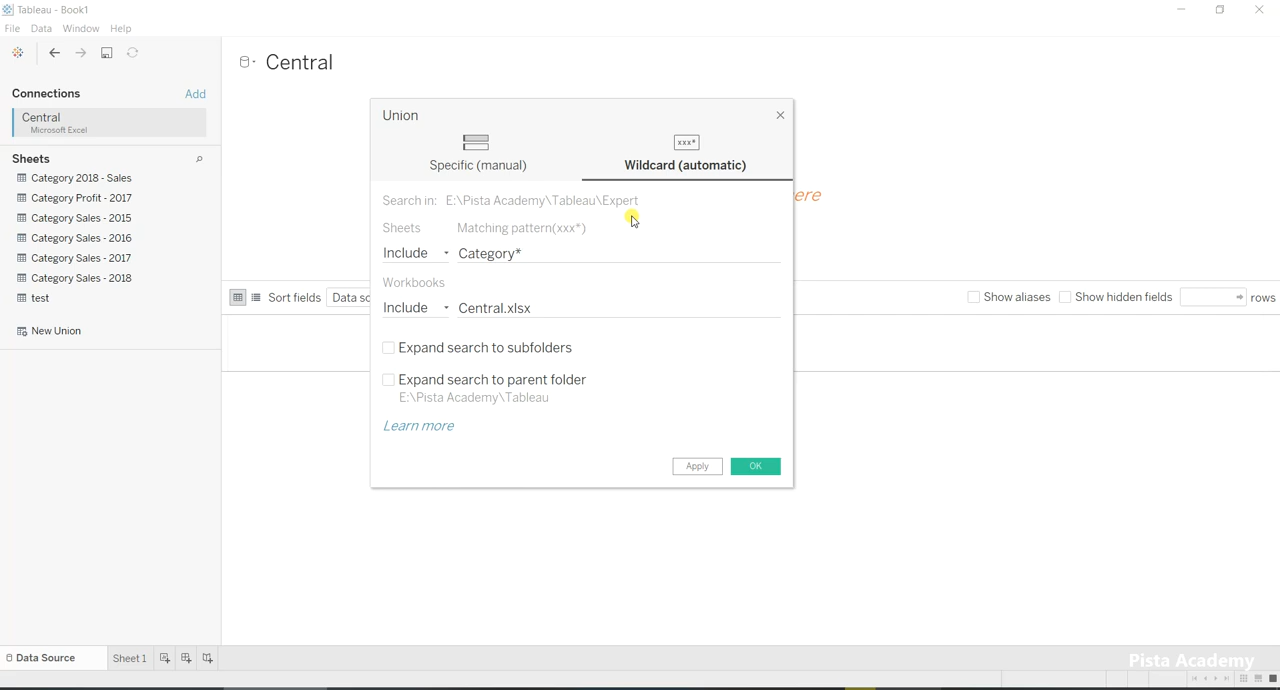 Tableau - Book1
File Data Window Help
Connections Add
Central
Microsoft Excel
Sheets
Category 2018 - Sales
Category Profit - 2017
Category Sales - 2015
Category Sales - 2016
Category Sales - 2017
Category Sales - 2018
test
New Union
Central
Union
xxx*
Specific (manual) Wildcard (automatic)
Search in: E:\Pista Academy\Tableau\Expert
Sheets Matching pattern(xxx*)
Include Category*
Workbooks
Include Central.xlsx
Expand search to subfolders
Expand search to parent folder
E:\Pista Academy\Tableau
Learn more
Apply OK
ere
Sort fields Data so
Show aliases Show hidden fields rows
Data Source Sheet 1
Pista Academy